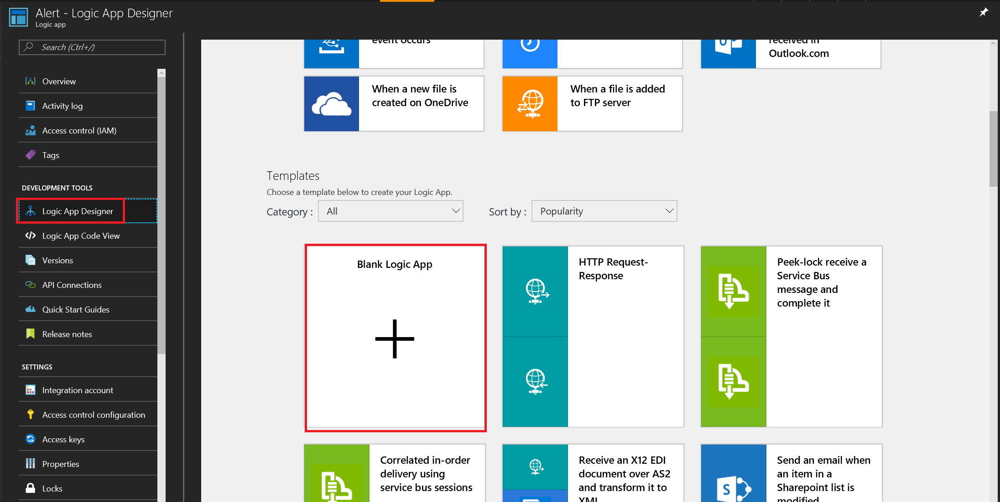 Alert - Logic App Designer
Logic app
Search (Ctrl+/)
Overview
Activity log
Access control (IAM)
Tags
DEVELOPMENT TOOLS
Logic App Designer
Logic App Code View
Versions
API Connections
Quick Start Guides
Release notes
SETTINGS
Integration account
Access control configuration
Access keys
Properties
Locks
event occurs
received in
Outlook.com
When a new file is
created on OneDrive
When a file is added
to FTP server
Templates
Choose a template below to create your Logic App.
Category :
All
Sort by :
Popularity
Blank Logic App
HTTP Request-
Response
Peek-lock receive a
Service Bus
message and
complete it
Correlated in-order
delivery using
service bus sessions
Receive an X12 EDI
document over AS2
and transform it to
XML
Send an email when
an item in a
Sharepoint list is
modified